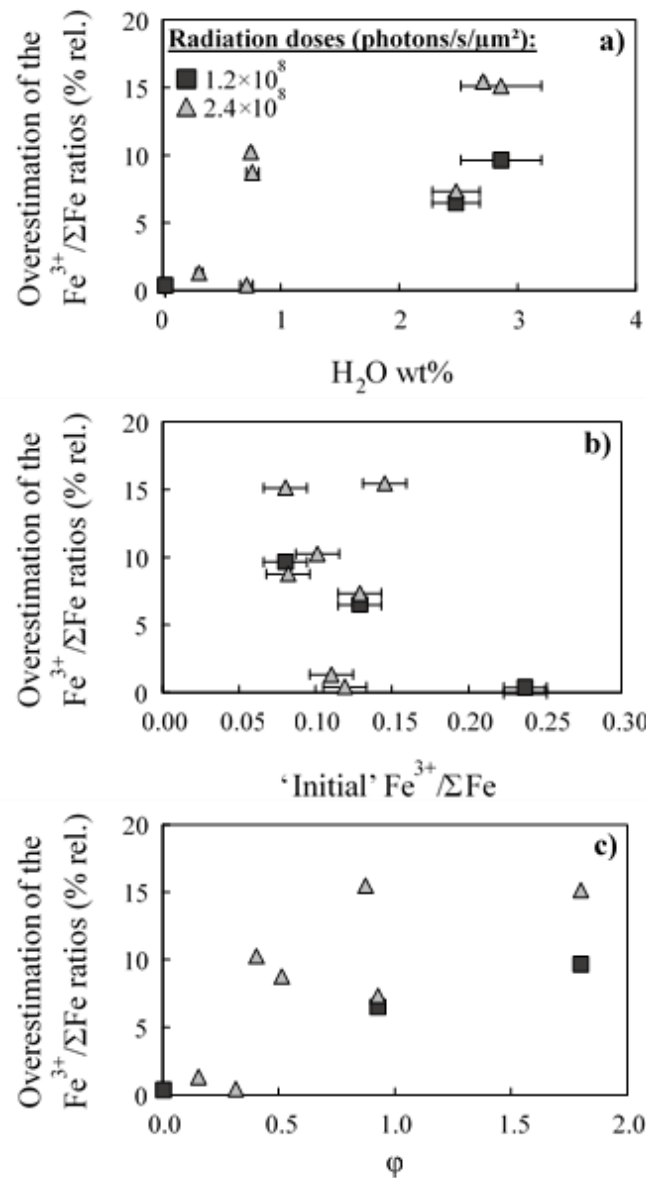 Radiation doses (photons/s/µm²): a)
1.2×10⁸
2.4×10⁸
Overestimation of the
Fe³⁺/ΣFe ratios (% rel.)
20
15
10
5
0
0 1 2 3 4
H₂O wt%
b)
Overestimation of the
Fe³⁺/ΣFe ratios (% rel.)
20
15
10
5
0
0.00 0.05 0.10 0.15 0.20 0.25 0.30
‘Initial’ Fe³⁺/ΣFe
c)
Overestimation of the
Fe³⁺/ΣFe ratios (% rel.)
20
15
10
5
0
0.0 0.5 1.0 1.5 2.0
φ